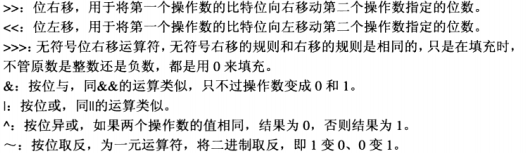 >>：位右移，用于将第一个操作数的比特位向右移动第二个操作数指定的位数。
<<：位左移，用于将第一个操作数的比特位向左移动第二个操作数指定的位数。
>>>：无符号位右移运算符，无符号右移的规则和右移的规则是相同的，只是在填充时，
不管原数是整数还是负数，都是用 0 来填充。
&：按位与，同&&的运算类似，只不过操作数变成 0 和 1。
|：按位或，同||的运算类似。
^：按位异或，如果两个操作数的值相同，结果为 0，否则结果为 1。
～：按位取反，为一元运算符，将二进制取反，即 1 变 0、0 变 1。